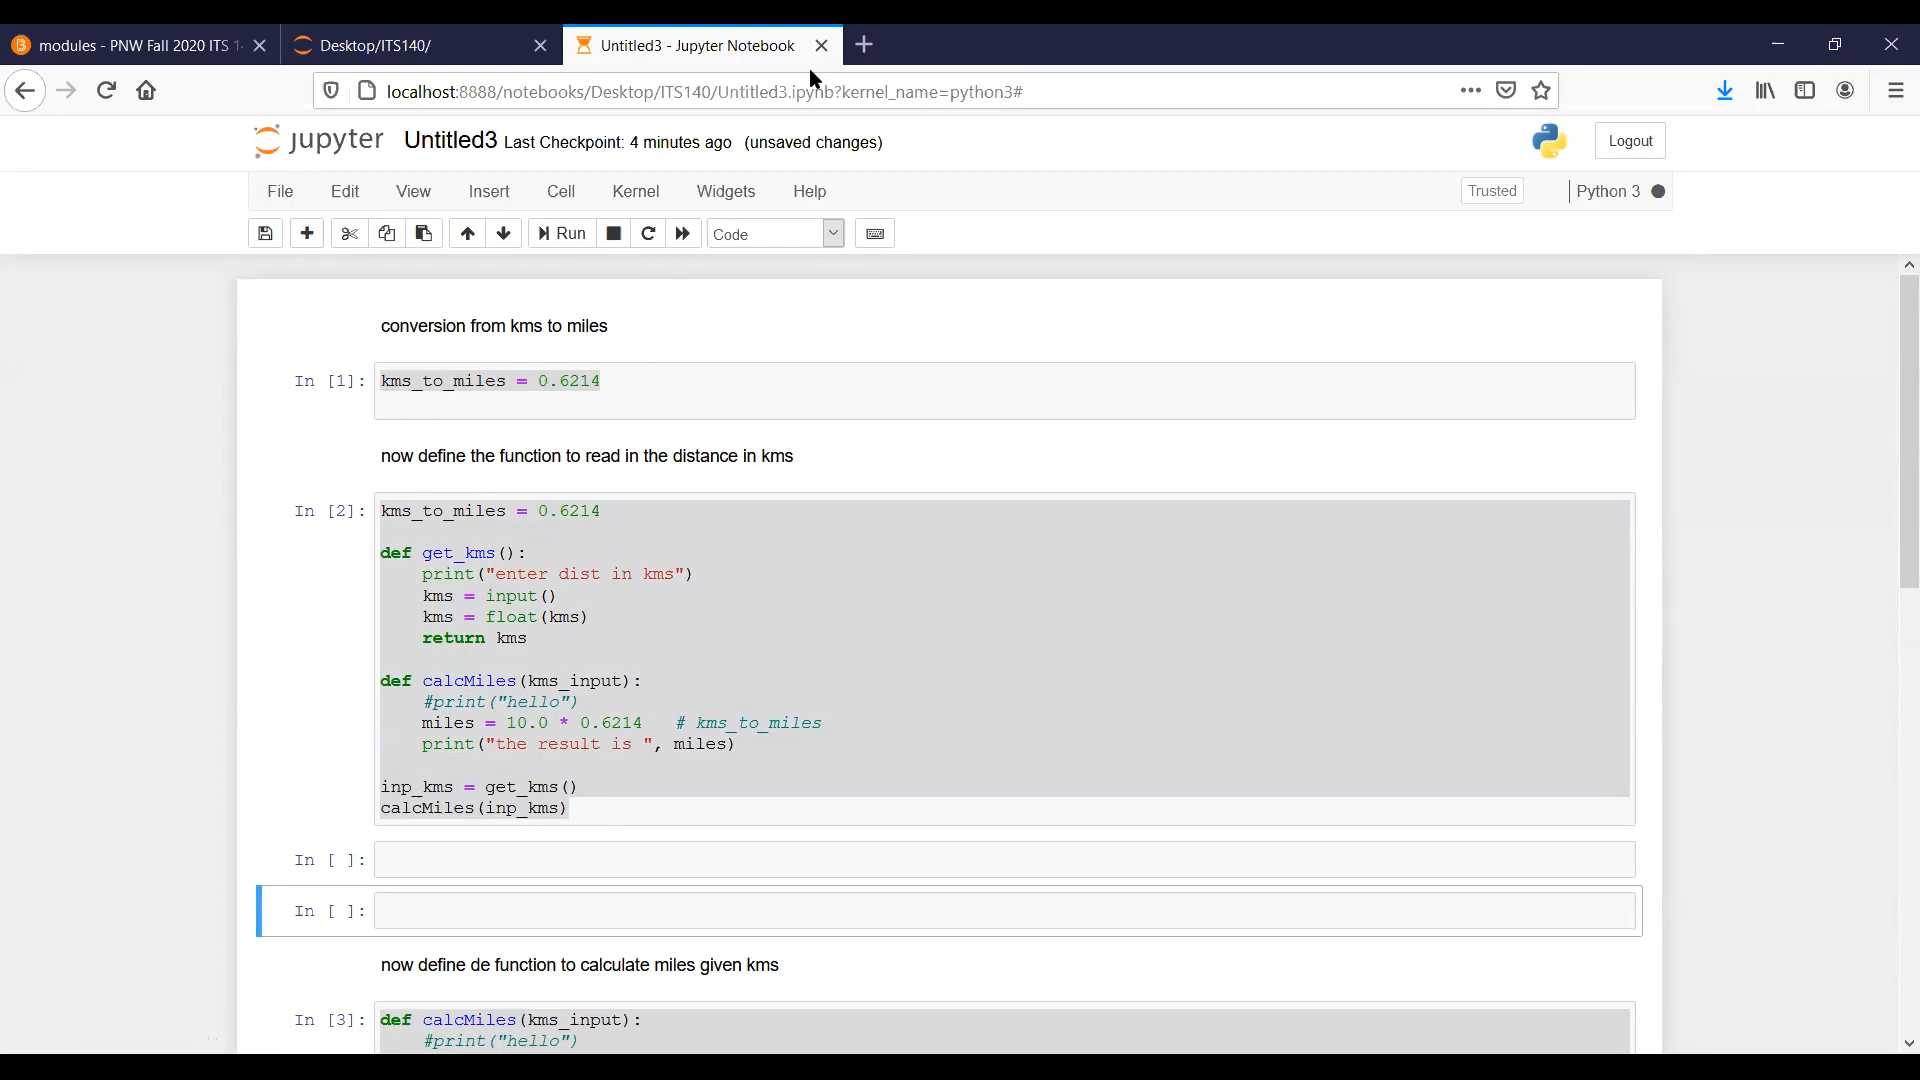 modules - PNW Fall 2020 ITS 1
Desktop/ITS140/
Untitled3 - Jupyter Notebook
localhost:8888/notebooks/Desktop/ITS140/Untitled3.ipynb?kernel_name=python3#
jupyter Untitled3 Last Checkpoint: 4 minutes ago (unsaved changes)
Logout
File Edit View Insert Cell Kernel Widgets Help
Trusted
Python 3
Run
Code
conversion from kms to miles
In [1]: kms_to_miles = 0.6214
now define the function to read in the distance in kms
In [2]: kms_to_miles = 0.6214
def get_kms():
    print("enter dist in kms")
    kms = input()
    kms = float(kms)
    return kms
def calcMiles(kms_input):
    #print("hello")
    miles = 10.0 * 0.6214   # kms_to_miles
    print("the result is ", miles)
inp_kms = get_kms()
calcMiles(inp_kms)
In [ ]:
In [ ]:
now define de function to calculate miles given kms
In [3]: def calcMiles(kms_input):
    #print("hello")